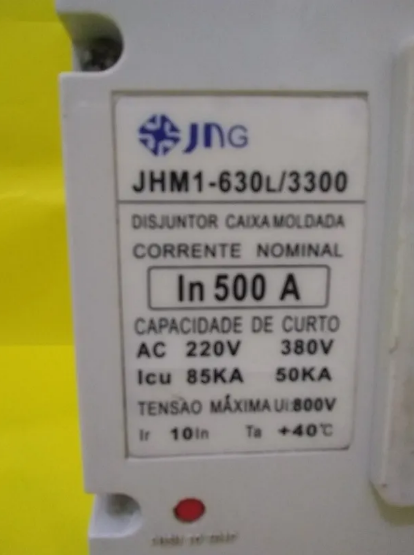 JNG
JHM1-630L/3300
DISJUNTOR CAIXA MOLDADA
CORRENTE NOMINAL
In 500 A
CAPACIDADE DE CURTO
AC 220V 380V
Icu 85KA 50KA
TENSAO MÁXIMA Ui:800V
Ir 10In Ta +40℃